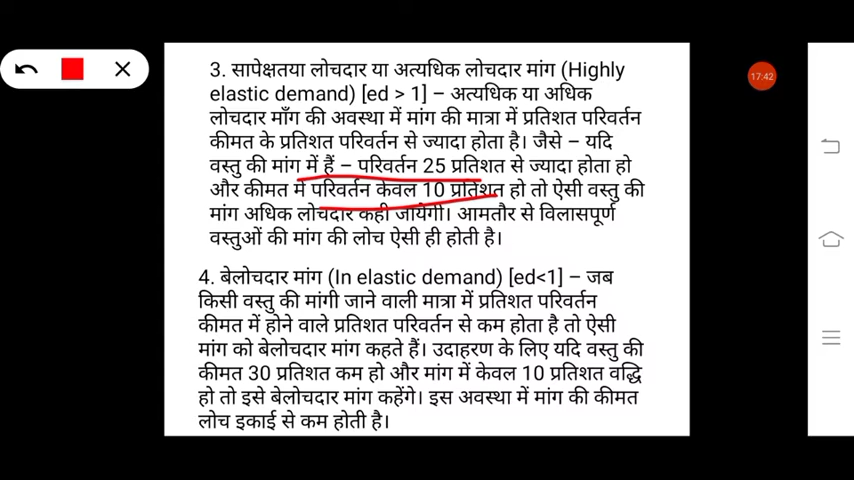 3. सापेक्षतया लोचदार या अत्यधिक लोचदार मांग (Highly
elastic demand) [ed > 1] – अत्यधिक या अधिक
लोचदार माँग की अवस्था में मांग की मात्रा में प्रतिशत परिवर्तन
कीमत के प्रतिशत परिवर्तन से ज्यादा होता है। जैसे – यदि
वस्तु की मांग में हैं – परिवर्तन 25 प्रतिशत से ज्यादा होता हो
और कीमत में परिवर्तन केवल 10 प्रतिशत हो तो ऐसी वस्तु की
मांग अधिक लोचदार कही जायेगी। आमतौर से विलासपूर्ण
वस्तुओं की मांग की लोच ऐसी ही होती है।
4. बेलोचदार मांग (In elastic demand) [ed<1] – जब
किसी वस्तु की मांगी जाने वाली मात्रा में प्रतिशत परिवर्तन
कीमत में होने वाले प्रतिशत परिवर्तन से कम होता है तो ऐसी
मांग को बेलोचदार मांग कहते हैं। उदाहरण के लिए यदि वस्तु की
कीमत 30 प्रतिशत कम हो और मांग में केवल 10 प्रतिशत वद्धि
हो तो इसे बेलोचदार मांग कहेंगे। इस अवस्था में मांग की कीमत
लोच इकाई से कम होती है।
17:42